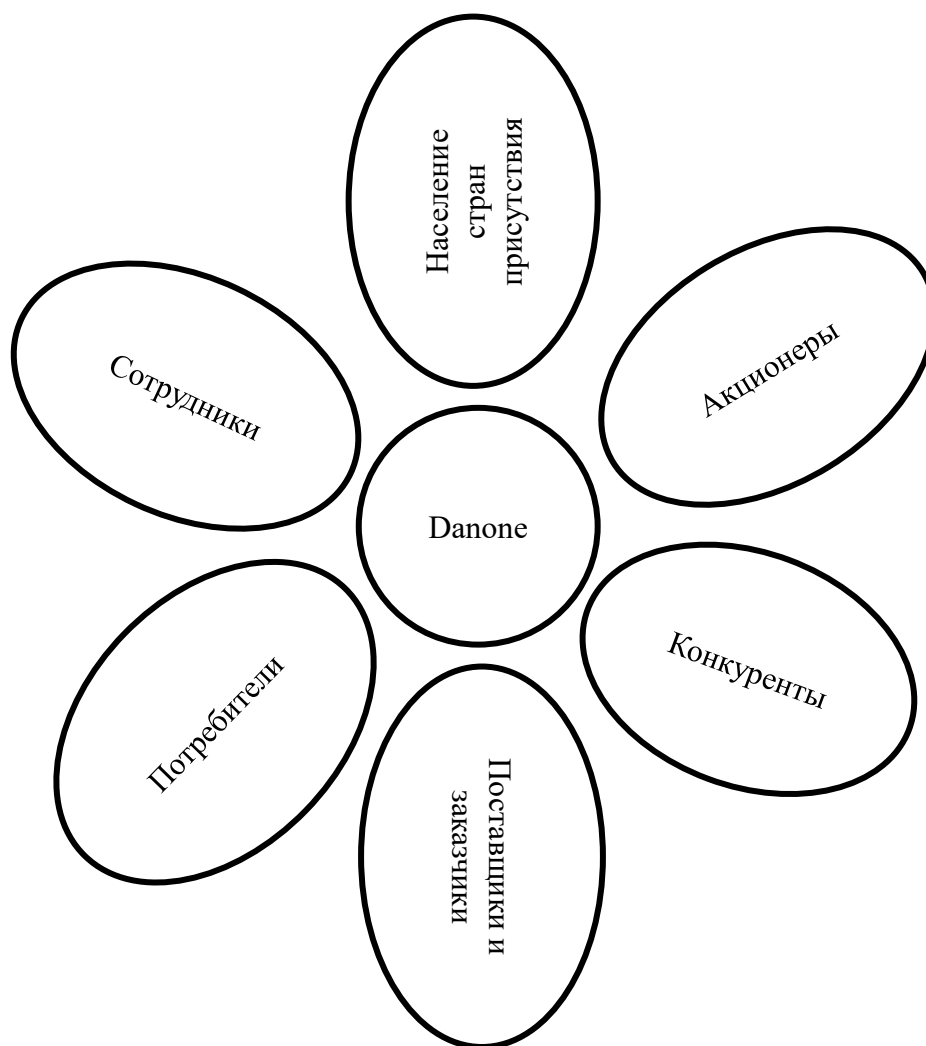 Население
стран
присутствия
Акционеры
Сотрудники
Danone
Конкуренты
Потребители
Поставщики и
заказчики